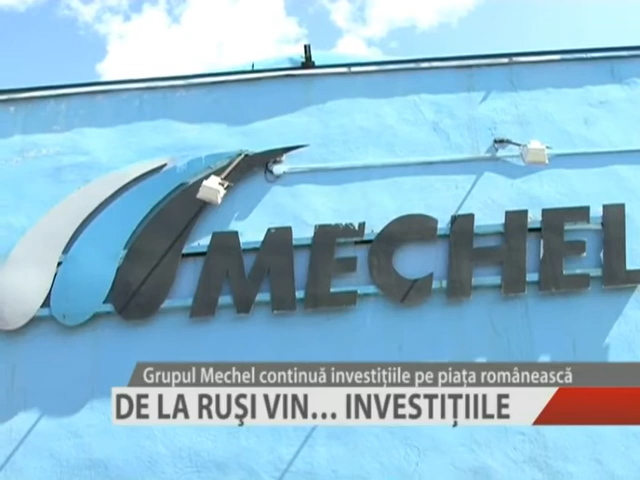 MECHEL
Grupul Mechel continuă investițiile pe piața românească
DE LA RUȘI VIN... INVESTIȚIILE